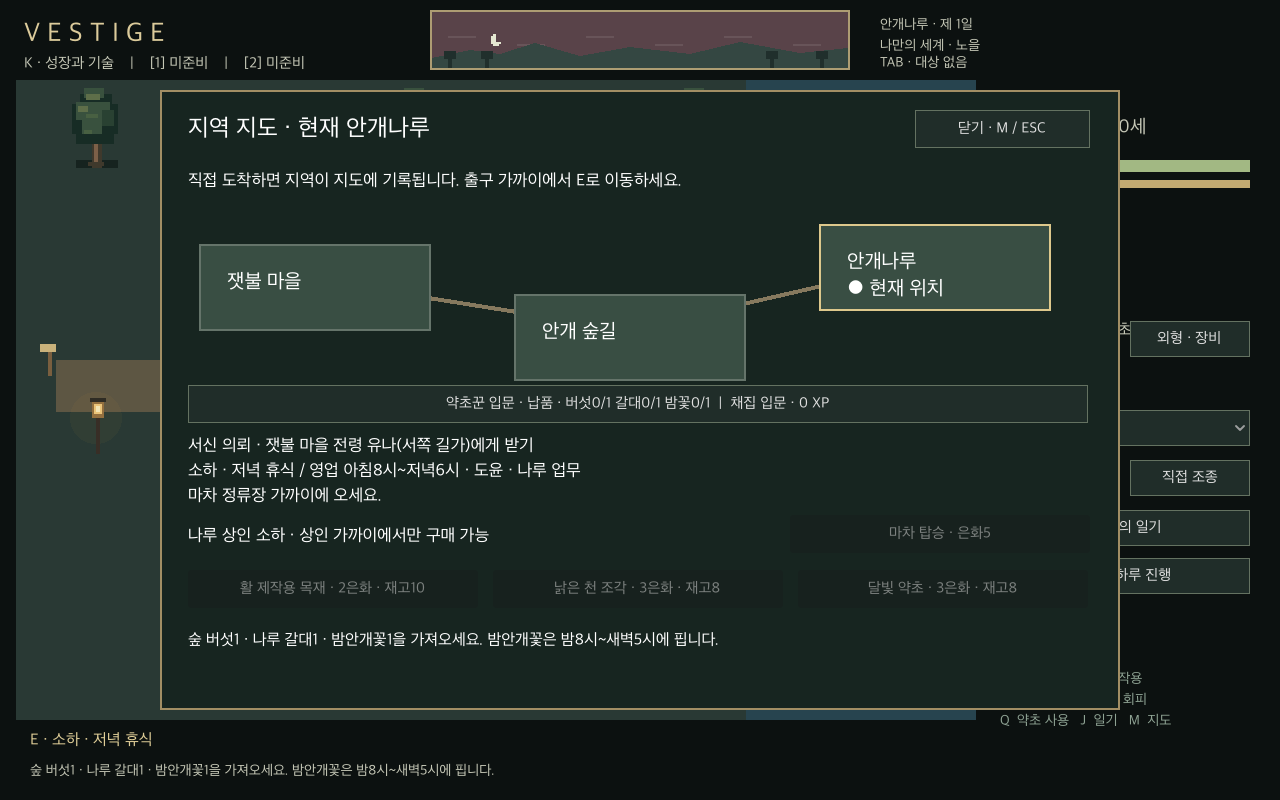 VESTIGE
K · 성장과 기술 | [1] 미준비 | [2] 미준비
안개나루 · 제 1일
나만의 세계 · 노을
TAB · 대상 없음
지역 지도 · 현재 안개나루
닫기 · M / ESC
0세
직접 도착하면 지역이 지도에 기록됩니다. 출구 가까이에서 E로 이동하세요.
잿불 마을
안개 숲길
안개나루
● 현재 위치
초
외형 · 장비
약초꾼 입문 · 납품 · 버섯0/1 갈대0/1 밤꽃0/1 | 채집 입문 · 0 XP
서신 의뢰 · 잿불 마을 전령 유나(서쪽 길가)에게 받기
소하 · 저녁 휴식 / 영업 아침8시~저녁6시 · 도윤 · 나루 업무
마차 정류장 가까이에 오세요.
직접 조종
나루 상인 소하 · 상인 가까이에서만 구매 가능
마차 탑승 · 은화5
의 일기
활 제작용 목재 · 2은화 · 재고10
낡은 천 조각 · 3은화 · 재고8
달빛 약초 · 3은화 · 재고8
하루 진행
숲 버섯1 · 나루 갈대1 · 밤안개꽃1을 가져오세요. 밤안개꽃은 밤8시~새벽5시에 핍니다.
작용
회피
Q 약초 사용 J 일기 M 지도
E · 소하 · 저녁 휴식
숲 버섯1 · 나루 갈대1 · 밤안개꽃1을 가져오세요. 밤안개꽃은 밤8시~새벽5시에 핍니다.